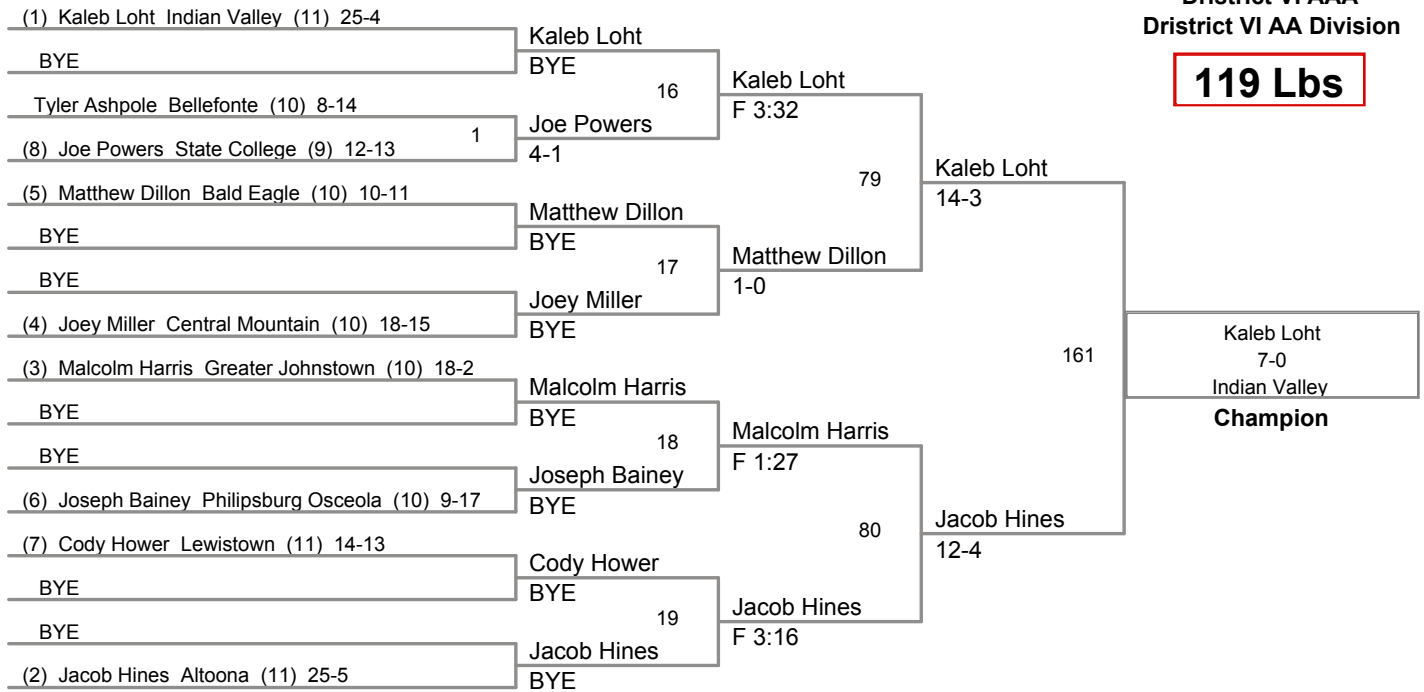 Dristrict VI AAA
Dristrict VI AA Division
119 Lbs
(1) Kaleb Loht Indian Valley (11) 25-4
BYE
Tyler Ashpole Bellefonte (10) 8-14
(8) Joe Powers State College (9) 12-13
(5) Matthew Dillon Bald Eagle (10) 10-11
BYE
BYE
(4) Joey Miller Central Mountain (10) 18-15
(3) Malcolm Harris Greater Johnstown (10) 18-2
BYE
BYE
(6) Joseph Bainey Philipsburg Osceola (10) 9-17
(7) Cody Hower Lewistown (11) 14-13
BYE
BYE
(2) Jacob Hines Altoona (11) 25-5
1
Kaleb Loht
BYE
Joe Powers
4-1
Matthew Dillon
BYE
Joey Miller
BYE
Malcolm Harris
BYE
Joseph Bainey
BYE
Cody Hower
BYE
Jacob Hines
BYE
16
17
18
19
Kaleb Loht
F 3:32
Matthew Dillon
1-0
Malcolm Harris
F 1:27
Jacob Hines
F 3:16
79
80
Kaleb Loht
14-3
Jacob Hines
12-4
161
Kaleb Loht
7-0
Indian Valley
Champion